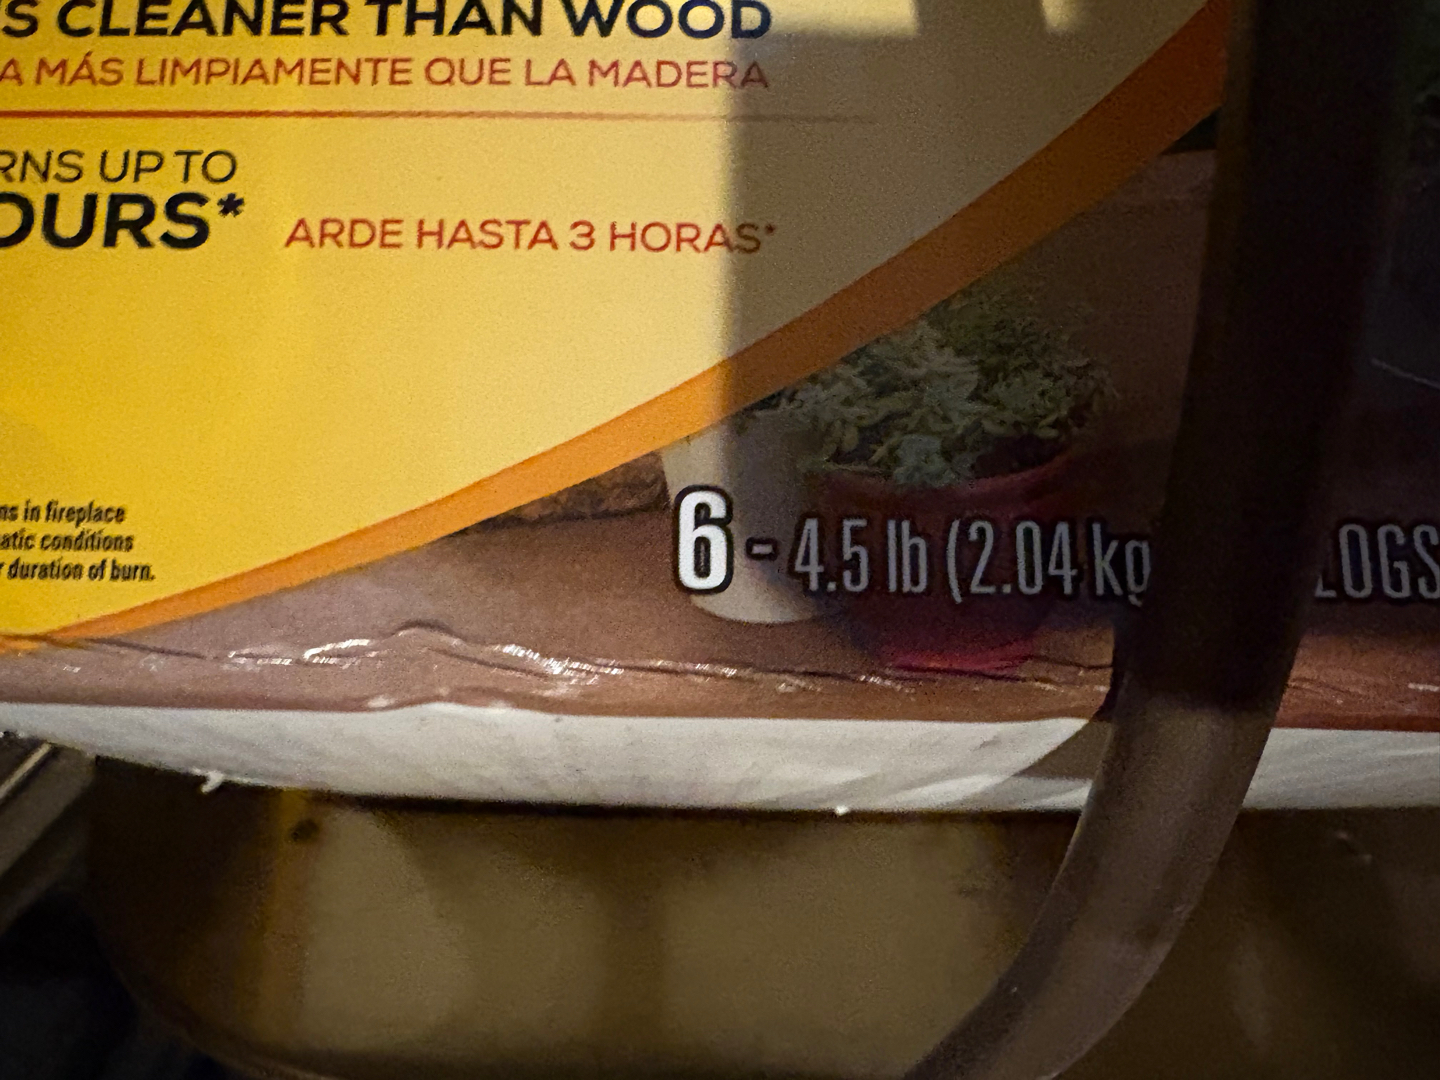 S CLEANER THAN WOOD
A MÁS LIMPIAMENTE QUE LA MADERA
RNS UP TO
OURS*
ARDE HASTA 3 HORAS*
ns in fireplace
atic conditions
r duration of burn.
6 - 4.5 lb (2.04 kg LOGS